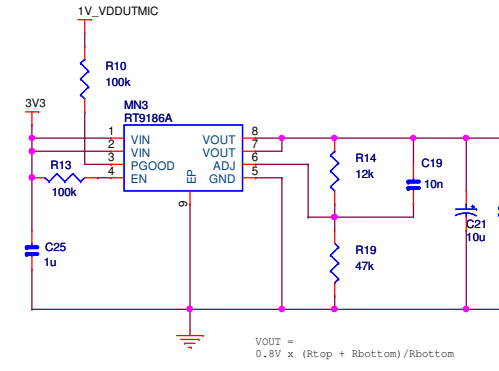 1V_VDDUTMIC
R10
100k
3V3
MN3
RT9186A
1 VIN VOUT 8
2 VIN VOUT 7
3 PGOOD ADJ 6
4 EN EP GND 5
9
R13
100k
R14
12k
C19
10n
C21
10u
R19
47k
C25
1u
VOUT =
0.8V x (Rtop + Rbottom)/Rbottom